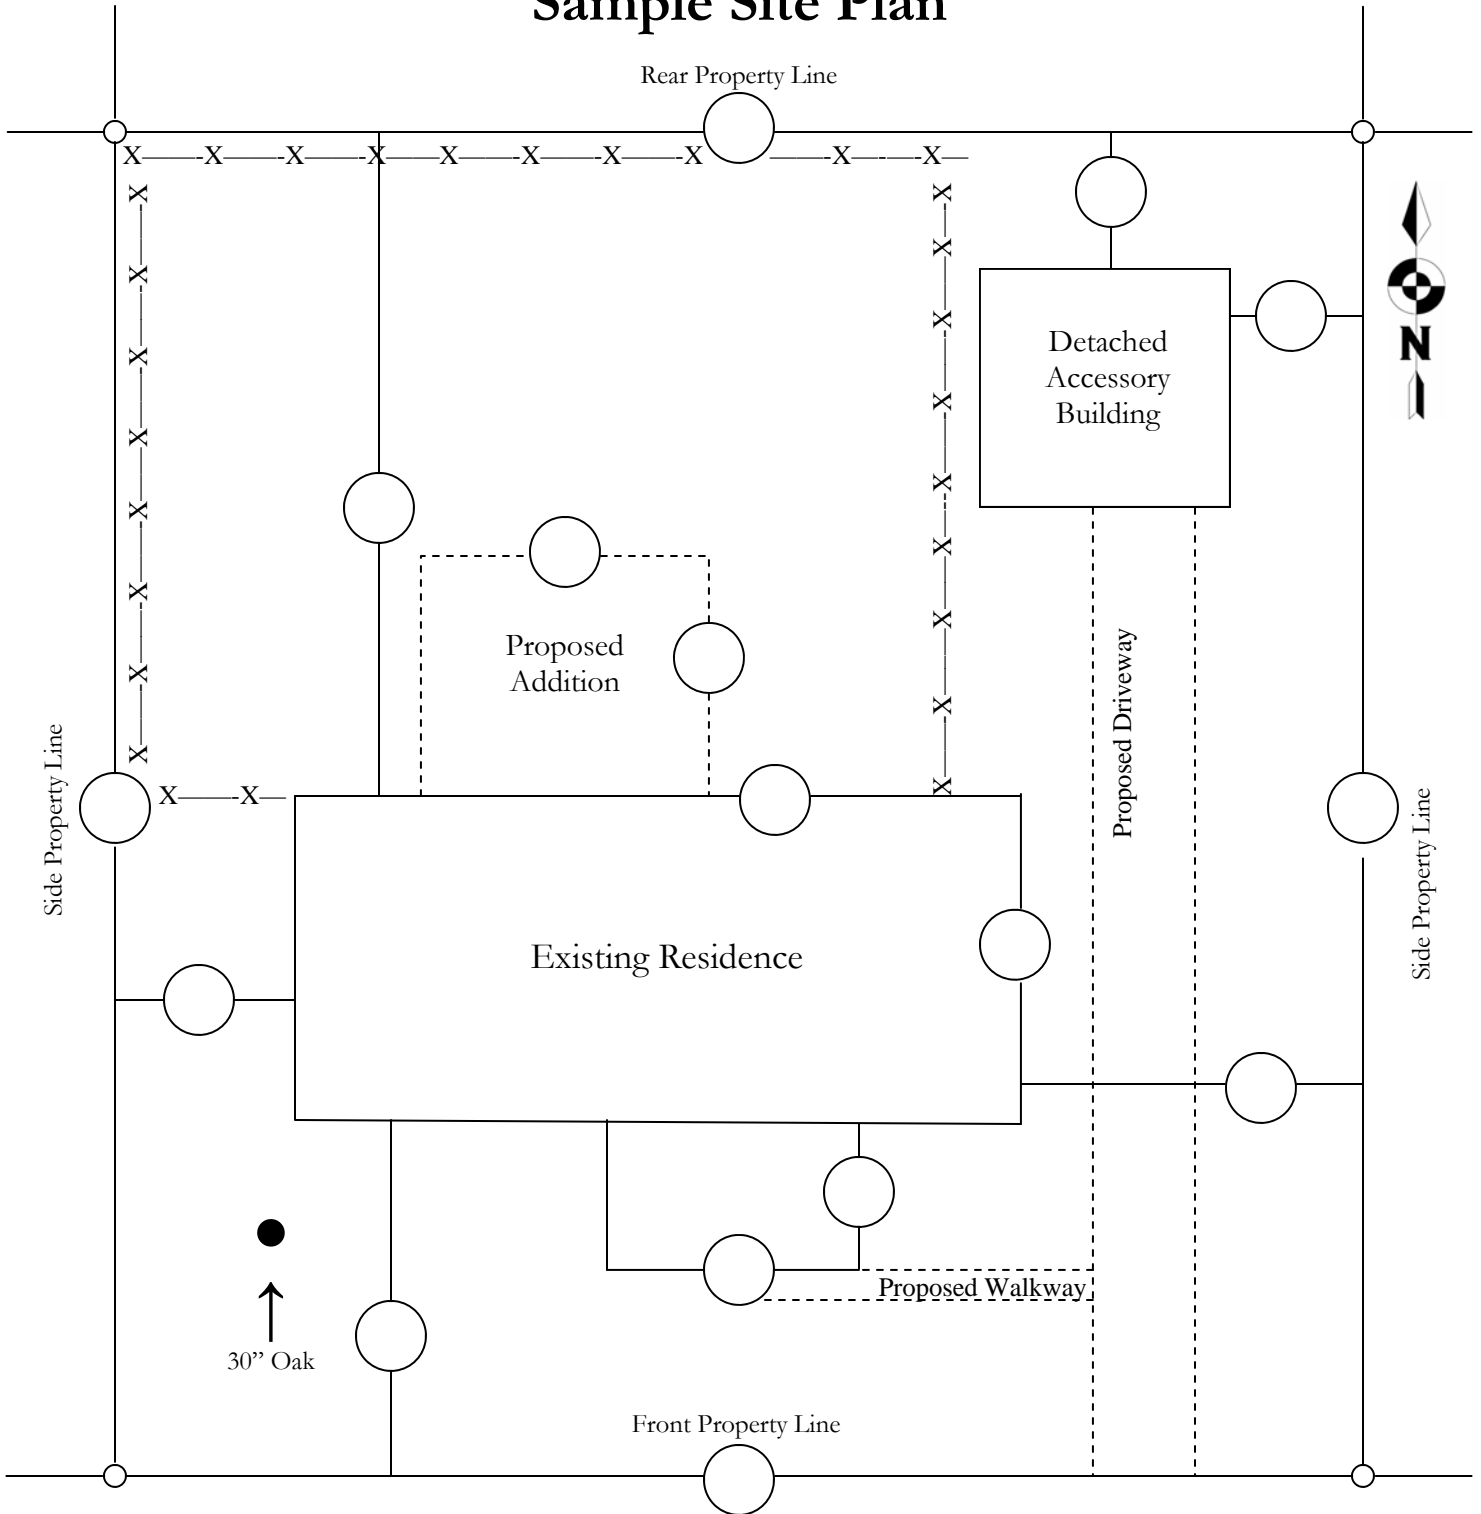 Sample Site Plan
Rear Property Line
X———-X———-X———-X———X———-X———-X———-X
———-X—-—-X—
X———-X———-X———-X———X———-X———-X———-X
X———X———X———X———X———X———X———X———X
N
Detached
Accessory
Building
Proposed
Addition
Proposed Driveway
Side Property Line
X———-X—
Side Property Line
Existing Residence
Proposed Walkway
30” Oak
Front Property Line